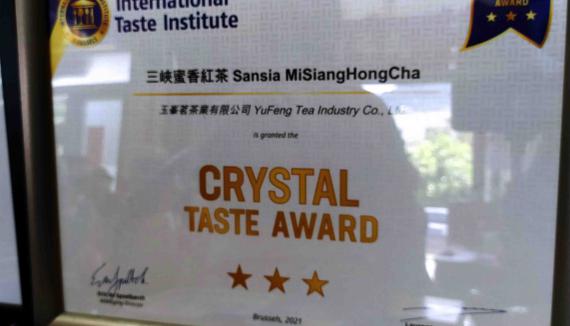 International
Taste Institute
AWARD
三峽蜜香紅茶 Sansia MiSiangHongCha
玉峯茗茶業有限公司 YuFeng Tea Industry Co.,
is granted the
CRYSTAL
TASTE AWARD
Brussels, 2021